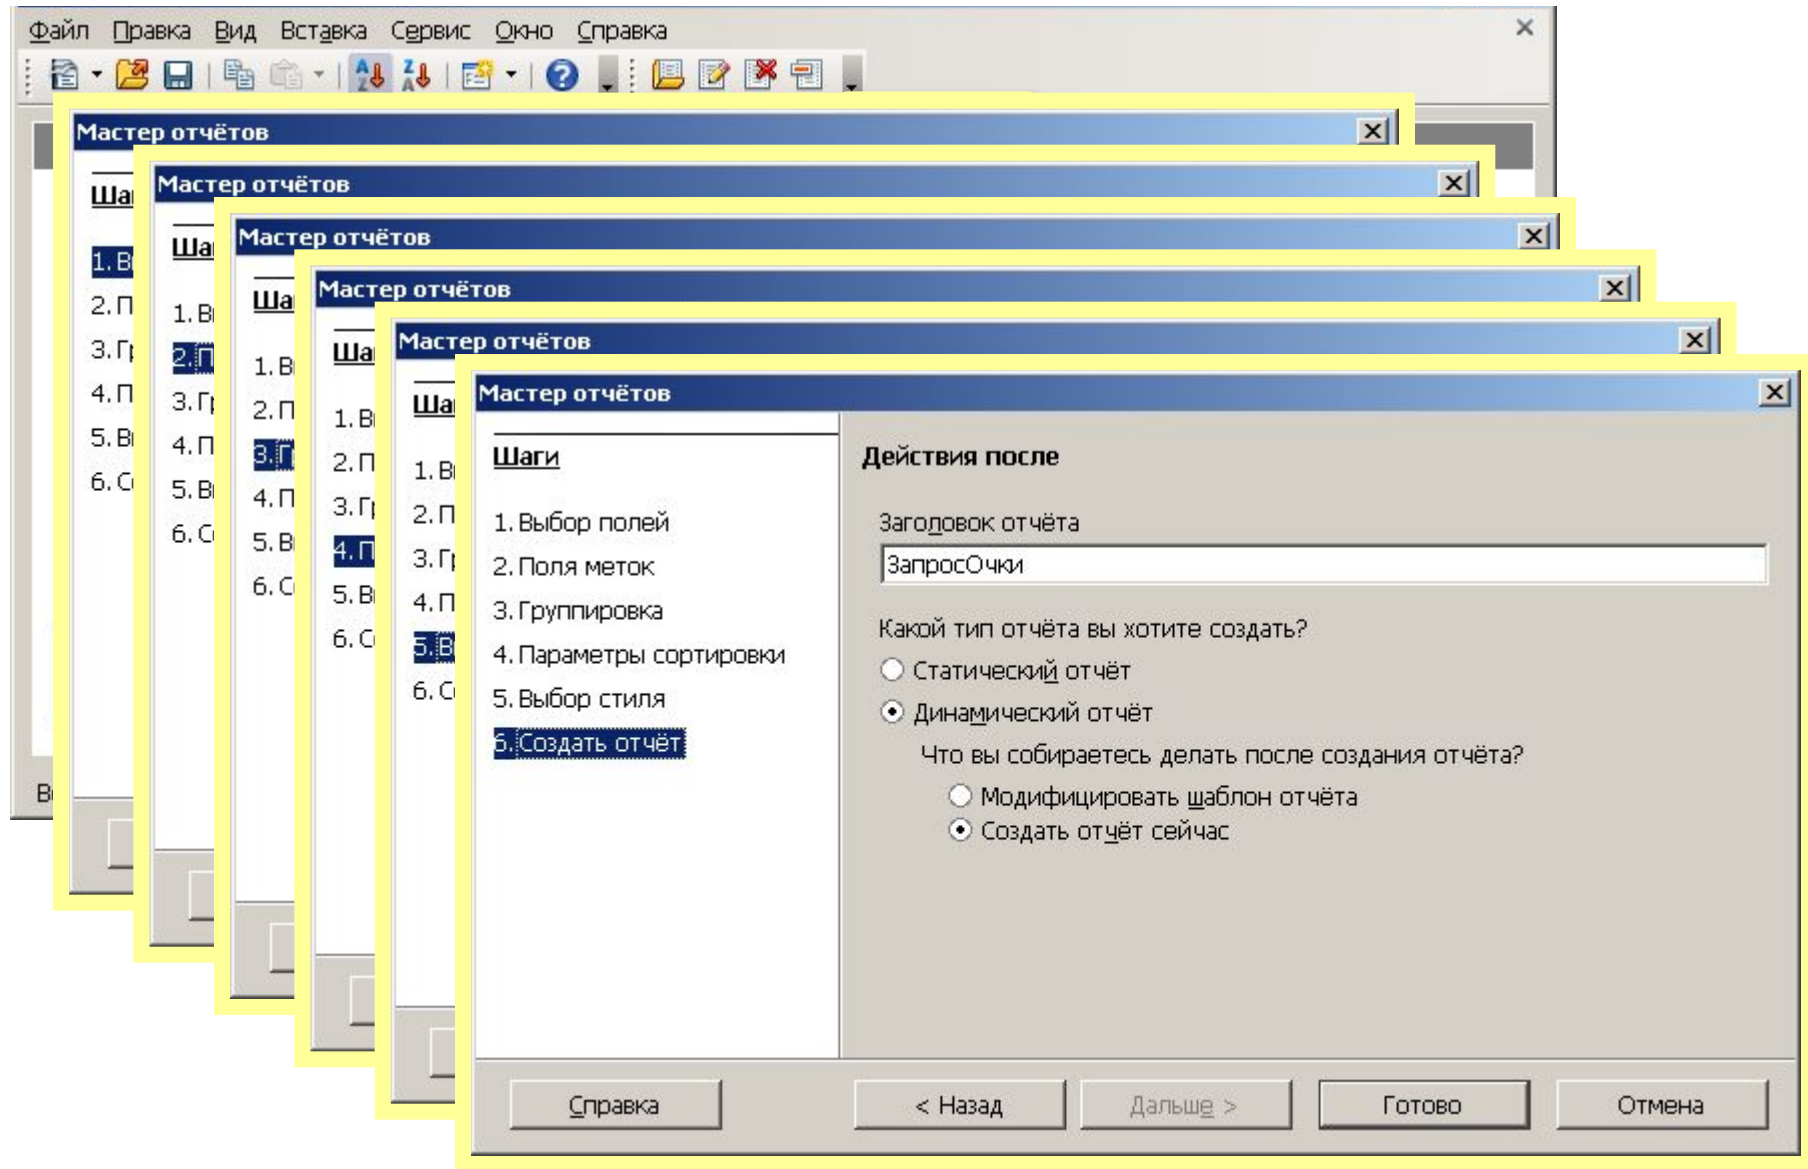 Файл Правка Вид Вставка Сервис Окно Справка
Мастер отчётов
Мастер отчётов
Мастер отчётов
Мастер отчётов
Мастер отчётов
Мастер отчётов
Шаги
1. Выбор полей
2. Поля меток
3. Группировка
4. Параметры сортировки
5. Выбор стиля
6. Создать отчёт
Действия после
Заголовок отчёта
ЗапросОчки
Какой тип отчёта вы хотите создать?
Статический отчёт
Динамический отчёт
Что вы собираетесь делать после создания отчёта?
Модифицировать шаблон отчёта
Создать отчёт сейчас
Справка
< Назад
Дальше >
Готово
Отмена